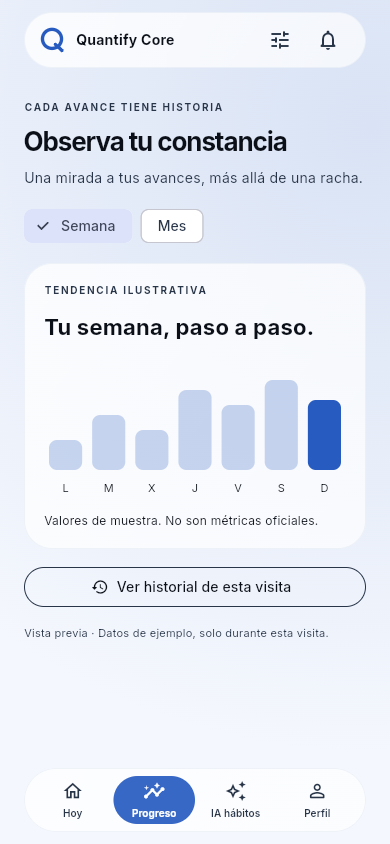 Quantify Core
CADA AVANCE TIENE HISTORIA
Observa tu constancia
Una mirada a tus avances, más allá de una racha.
Semana
Mes
TENDENCIA ILUSTRATIVA
Tu semana, paso a paso.
L M X J V S D
Valores de muestra. No son métricas oficiales.
Ver historial de esta visita
Vista previa · Datos de ejemplo, solo durante esta visita.
Hoy
Progreso
IA hábitos
Perfil